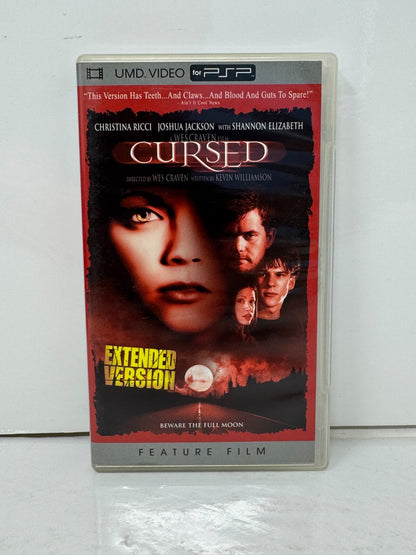 UMD. VIDEO for PSP
"This Version Has Teeth...And Claws...And Blood And Guts To Spare!"
- Ain't It Cool News
CHRISTINA RICCI JOSHUA JACKSON WITH SHANNON ELIZABETH
A WES CRAVEN FILM
CURSED
DIRECTED BY WES CRAVEN WRITTEN BY KEVIN WILLIAMSON
EXTENDED
VERSION
BEWARE THE FULL MOON
FEATURE FILM